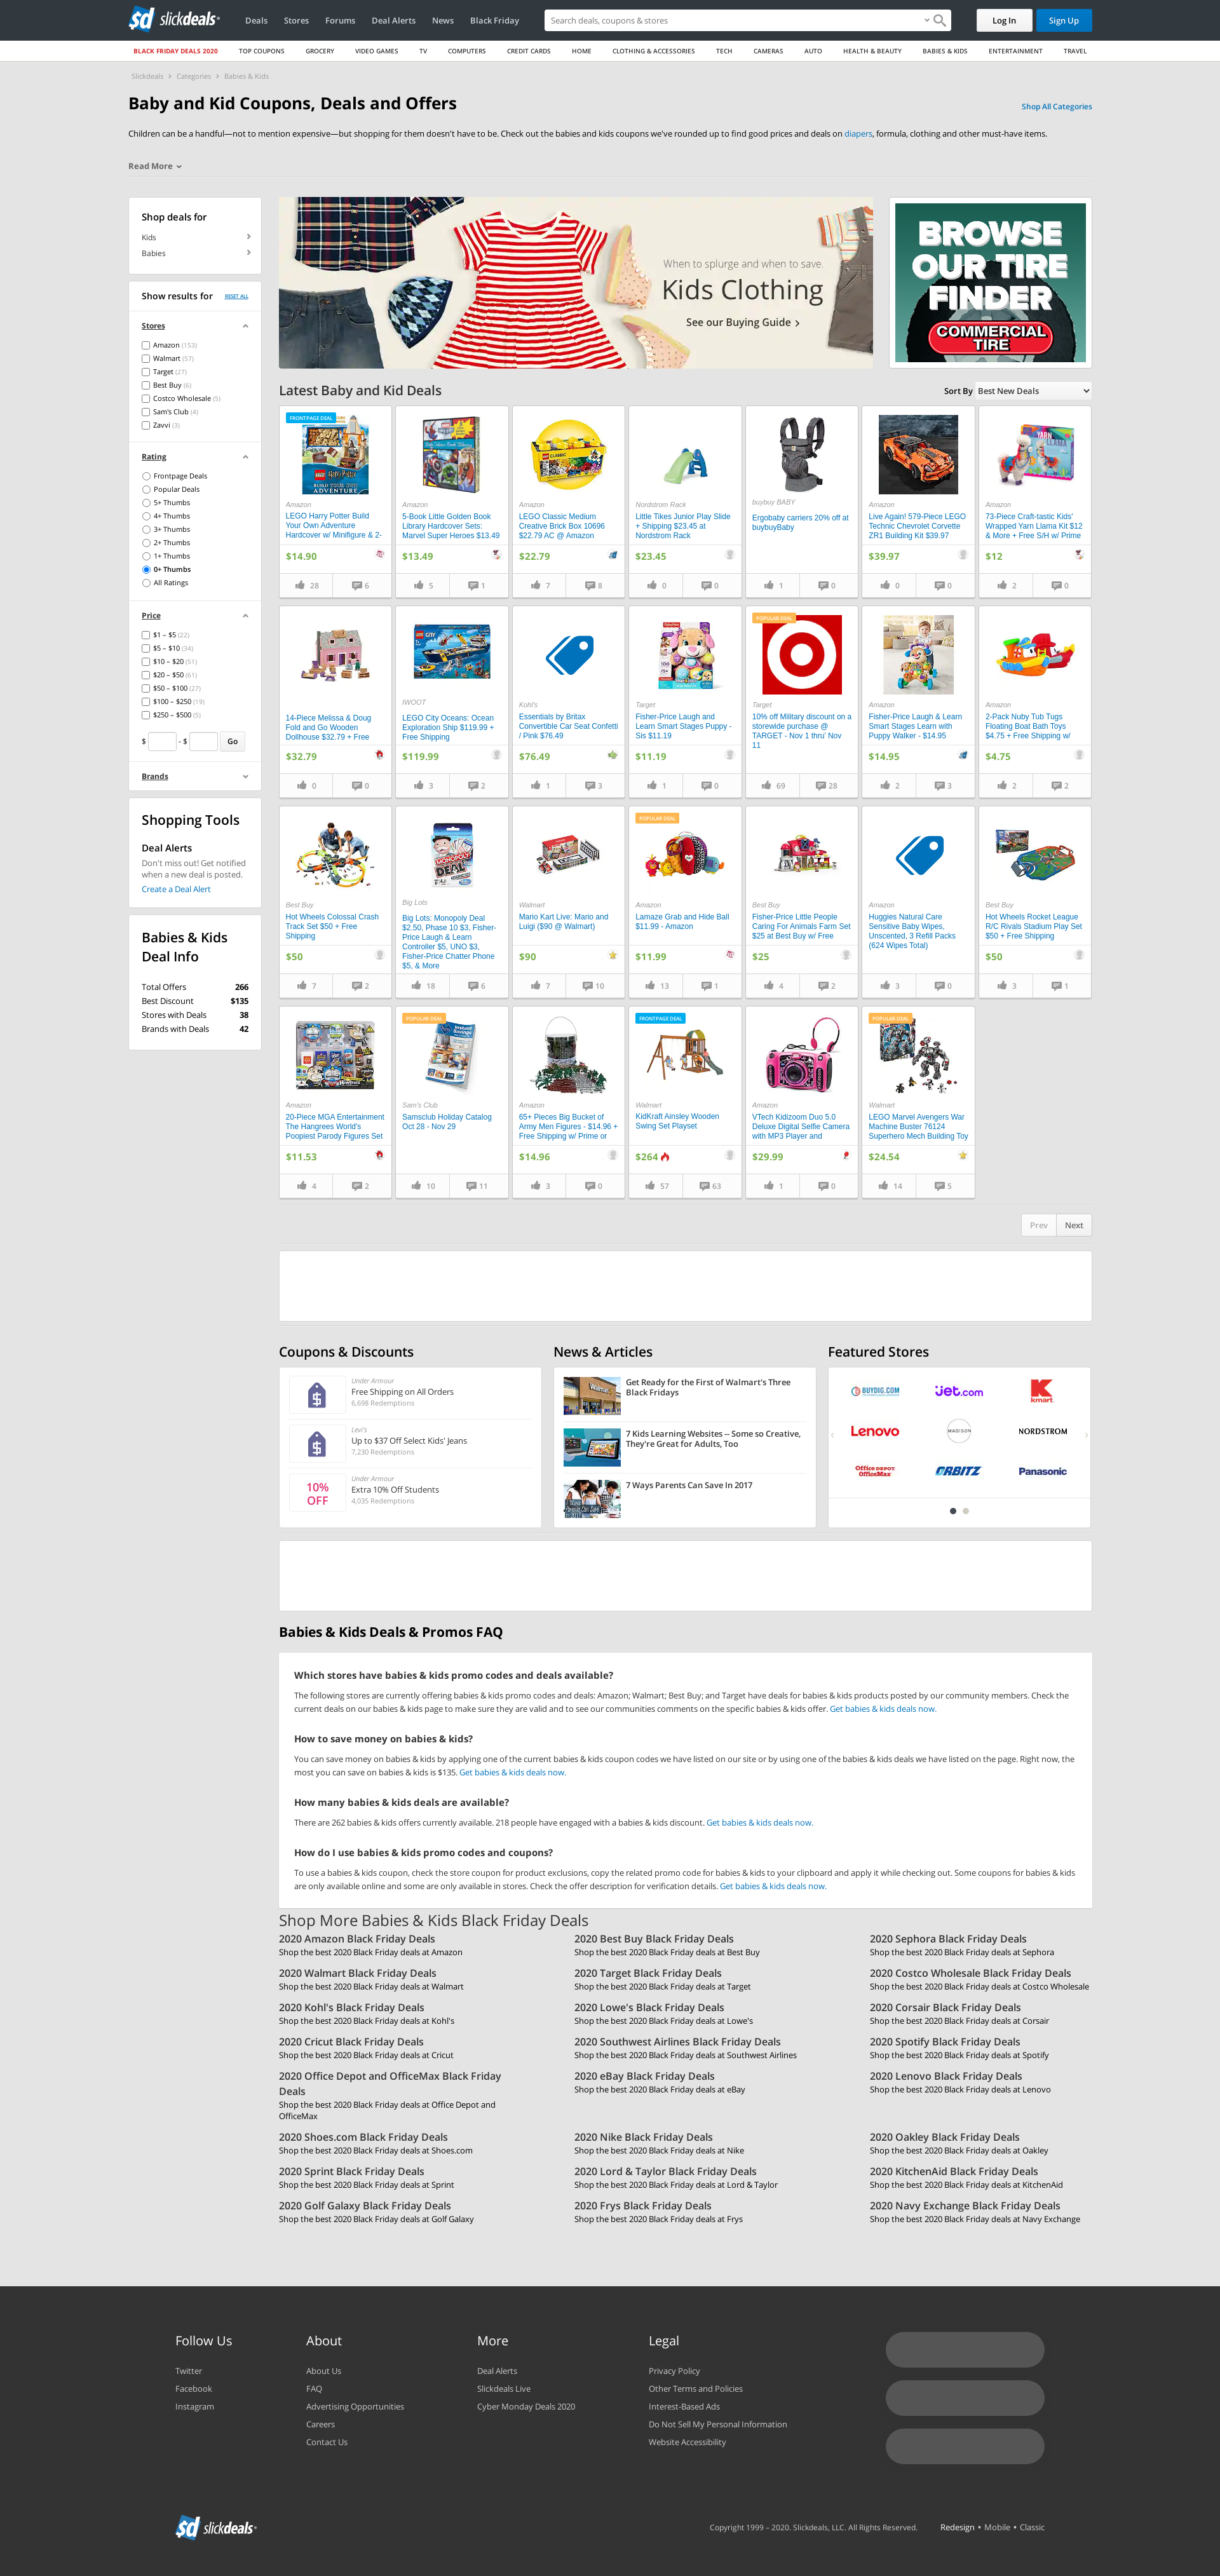 slickdeals
Deals
Stores
Forums
Deal Alerts
News
Black Friday
Search deals, coupons & stores
Log In
Sign Up
BLACK FRIDAY DEALS 2020
TOP COUPONS
GROCERY
VIDEO GAMES
TV
COMPUTERS
CREDIT CARDS
HOME
CLOTHING & ACCESSORIES
TECH
CAMERAS
AUTO
HEALTH & BEAUTY
BABIES & KIDS
ENTERTAINMENT
TRAVEL
Slickdeals > Categories > Babies & Kids
Baby and Kid Coupons, Deals and Offers
Shop All Categories
Children can be a handful—not to mention expensive—but shopping for them doesn't have to be. Check out the babies and kids coupons we've rounded up to find good prices and deals on diapers, formula, clothing and other must-have items.
Read More
Shop deals for
Kids
Babies
Show results for
RESET ALL
Stores
Amazon (153)
Walmart (57)
Target (27)
Best Buy (6)
Costco Wholesale (5)
Sam's Club (4)
Zavvi (3)
Rating
Frontpage Deals
Popular Deals
5+ Thumbs
4+ Thumbs
3+ Thumbs
2+ Thumbs
1+ Thumbs
0+ Thumbs
All Ratings
Price
$1 – $5 (22)
$5 – $10 (34)
$10 – $20 (51)
$20 – $50 (61)
$50 – $100 (27)
$100 – $250 (19)
$250 – $500 (5)
$ - $ Go
Brands
Shopping Tools
Deal Alerts
Don't miss out! Get notified
when a new deal is posted.
Create a Deal Alert
Babies & Kids
Deal Info
Total Offers 266
Best Discount $135
Stores with Deals 38
Brands with Deals 42
When to splurge and when to save.
Kids Clothing
See our Buying Guide >
BROWSE
OUR TIRE
FINDER
COMMERCIAL
TIRE
Latest Baby and Kid Deals
Sort By Best New Deals
FRONTPAGE DEAL
Amazon
LEGO Harry Potter Build
Your Own Adventure
Hardcover w/ Minifigure & 2-
$14.90
28 6
Amazon
5-Book Little Golden Book
Library Hardcover Sets:
Marvel Super Heroes $13.49
$13.49
5 1
Amazon
LEGO Classic Medium
Creative Brick Box 10696
$22.79 AC @ Amazon
$22.79
7 8
Nordstrom Rack
Little Tikes Junior Play Slide
+ Shipping $23.45 at
Nordstrom Rack
$23.45
0 0
buybuy BABY
Ergobaby carriers 20% off at
buybuyBaby
1 0
Amazon
Live Again! 579-Piece LEGO
Technic Chevrolet Corvette
ZR1 Building Kit $39.97
$39.97
0 0
Amazon
73-Piece Craft-tastic Kids'
Wrapped Yarn Llama Kit $12
& More + Free S/H w/ Prime
$12
2 0
14-Piece Melissa & Doug
Fold and Go Wooden
Dollhouse $32.79 + Free
$32.79
0 0
IWOOT
LEGO City Oceans: Ocean
Exploration Ship $119.99 +
Free Shipping
$119.99
3 2
Kohl's
Essentials by Britax
Convertible Car Seat Confetti
/ Pink $76.49
$76.49
1 3
Target
Fisher-Price Laugh and
Learn Smart Stages Puppy -
Sis $11.19
$11.19
1 0
POPULAR DEAL
Target
10% off Military discount on a
storewide purchase @
TARGET - Nov 1 thru' Nov
11
69 28
Amazon
Fisher-Price Laugh & Learn
Smart Stages Learn with
Puppy Walker - $14.95
$14.95
2 3
Amazon
2-Pack Nuby Tub Tugs
Floating Boat Bath Toys
$4.75 + Free Shipping w/
$4.75
2 2
Best Buy
Hot Wheels Colossal Crash
Track Set $50 + Free
Shipping
$50
7 2
Big Lots
Big Lots: Monopoly Deal
$2.50, Phase 10 $3, Fisher-
Price Laugh & Learn
Controller $5, UNO $3,
Fisher-Price Chatter Phone
$5, & More
18 6
Walmart
Mario Kart Live: Mario and
Luigi ($90 @ Walmart)
$90
7 10
POPULAR DEAL
Amazon
Lamaze Grab and Hide Ball
$11.99 - Amazon
$11.99
13 1
Best Buy
Fisher-Price Little People
Caring For Animals Farm Set
$25 at Best Buy w/ Free
$25
4 2
Amazon
Huggies Natural Care
Sensitive Baby Wipes,
Unscented, 3 Refill Packs
(624 Wipes Total)
3 0
Best Buy
Hot Wheels Rocket League
R/C Rivals Stadium Play Set
$50 + Free Shipping
$50
3 1
Amazon
20-Piece MGA Entertainment
The Hangrees World's
Poopiest Parody Figures Set
$11.53
4 2
POPULAR DEAL
Sam's Club
Samsclub Holiday Catalog
Oct 28 - Nov 29
10 11
Amazon
65+ Pieces Big Bucket of
Army Men Figures - $14.96 +
Free Shipping w/ Prime or
$14.96
3 0
FRONTPAGE DEAL
Walmart
KidKraft Ainsley Wooden
Swing Set Playset
$264
57 63
Amazon
VTech Kidizoom Duo 5.0
Deluxe Digital Selfie Camera
with MP3 Player and
$29.99
1 0
POPULAR DEAL
Walmart
LEGO Marvel Avengers War
Machine Buster 76124
Superhero Mech Building Toy
$24.54
14 5
Prev Next
Coupons & Discounts
Under Armour
Free Shipping on All Orders
6,698 Redemptions
Levi's
Up to $37 Off Select Kids' Jeans
7,230 Redemptions
10%
OFF
Under Armour
Extra 10% Off Students
4,035 Redemptions
News & Articles
Get Ready for the First of Walmart's Three
Black Fridays
7 Kids Learning Websites -- Some so Creative,
They're Great for Adults, Too
7 Ways Parents Can Save In 2017
Featured Stores
BUYDIG.COM
jet.com
kmart
Lenovo
MADISON
NORDSTROM
Office DEPOT
OfficeMax
ORBITZ
Panasonic
Babies & Kids Deals & Promos FAQ
Which stores have babies & kids promo codes and deals available?
The following stores are currently offering babies & kids promo codes and deals: Amazon; Walmart; Best Buy; and Target have deals for babies & kids products posted by our community members. Check the
current deals on our babies & kids page to make sure they are valid and to see our communities comments on the specific babies & kids offer. Get babies & kids deals now.
How to save money on babies & kids?
You can save money on babies & kids by applying one of the current babies & kids coupon codes we have listed on our site or by using one of the babies & kids deals we have listed on the page. Right now, the
most you can save on babies & kids is $135. Get babies & kids deals now.
How many babies & kids deals are available?
There are 262 babies & kids offers currently available. 218 people have engaged with a babies & kids discount. Get babies & kids deals now.
How do I use babies & kids promo codes and coupons?
To use a babies & kids coupon, check the store coupon for product exclusions, copy the related promo code for babies & kids to your clipboard and apply it while checking out. Some coupons for babies & kids
are only available online and some are only available in stores. Check the offer description for verification details. Get babies & kids deals now.
Shop More Babies & Kids Black Friday Deals
2020 Amazon Black Friday Deals
Shop the best 2020 Black Friday deals at Amazon
2020 Best Buy Black Friday Deals
Shop the best 2020 Black Friday deals at Best Buy
2020 Sephora Black Friday Deals
Shop the best 2020 Black Friday deals at Sephora
2020 Walmart Black Friday Deals
Shop the best 2020 Black Friday deals at Walmart
2020 Target Black Friday Deals
Shop the best 2020 Black Friday deals at Target
2020 Costco Wholesale Black Friday Deals
Shop the best 2020 Black Friday deals at Costco Wholesale
2020 Kohl's Black Friday Deals
Shop the best 2020 Black Friday deals at Kohl's
2020 Lowe's Black Friday Deals
Shop the best 2020 Black Friday deals at Lowe's
2020 Corsair Black Friday Deals
Shop the best 2020 Black Friday deals at Corsair
2020 Cricut Black Friday Deals
Shop the best 2020 Black Friday deals at Cricut
2020 Southwest Airlines Black Friday Deals
Shop the best 2020 Black Friday deals at Southwest Airlines
2020 Spotify Black Friday Deals
Shop the best 2020 Black Friday deals at Spotify
2020 Office Depot and OfficeMax Black Friday
Deals
Shop the best 2020 Black Friday deals at Office Depot and
OfficeMax
2020 eBay Black Friday Deals
Shop the best 2020 Black Friday deals at eBay
2020 Lenovo Black Friday Deals
Shop the best 2020 Black Friday deals at Lenovo
2020 Shoes.com Black Friday Deals
Shop the best 2020 Black Friday deals at Shoes.com
2020 Nike Black Friday Deals
Shop the best 2020 Black Friday deals at Nike
2020 Oakley Black Friday Deals
Shop the best 2020 Black Friday deals at Oakley
2020 Sprint Black Friday Deals
Shop the best 2020 Black Friday deals at Sprint
2020 Lord & Taylor Black Friday Deals
Shop the best 2020 Black Friday deals at Lord & Taylor
2020 KitchenAid Black Friday Deals
Shop the best 2020 Black Friday deals at KitchenAid
2020 Golf Galaxy Black Friday Deals
Shop the best 2020 Black Friday deals at Golf Galaxy
2020 Frys Black Friday Deals
Shop the best 2020 Black Friday deals at Frys
2020 Navy Exchange Black Friday Deals
Shop the best 2020 Black Friday deals at Navy Exchange
Follow Us
Twitter
Facebook
Instagram
About
About Us
FAQ
Advertising Opportunities
Careers
Contact Us
More
Deal Alerts
Slickdeals Live
Cyber Monday Deals 2020
Legal
Privacy Policy
Other Terms and Policies
Interest-Based Ads
Do Not Sell My Personal Information
Website Accessibility
slickdeals
Copyright 1999 – 2020. Slickdeals, LLC. All Rights Reserved.
Redesign • Mobile • Classic